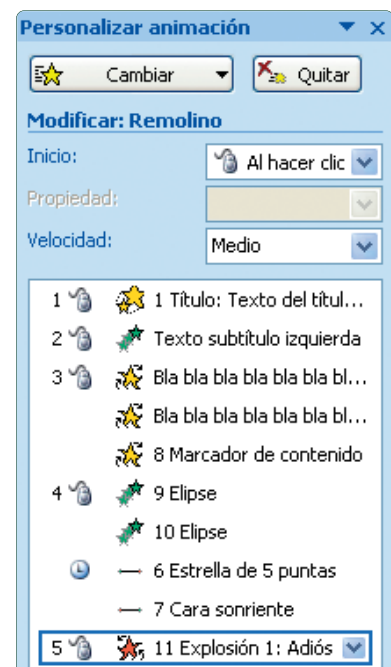 Personalizar animación
Cambiar Quitar
Modificar: Remolino
Inicio: Al hacer clic
Propiedad:
Velocidad: Medio
1 1 Título: Texto del títul...
2 Texto subtítulo izquierda
3 Bla bla bla bla bla bla bl...
Bla bla bla bla bla bla bl...
8 Marcador de contenido
4 9 Elipse
10 Elipse
6 Estrella de 5 puntas
7 Cara sonriente
5 11 Explosión 1: Adiós